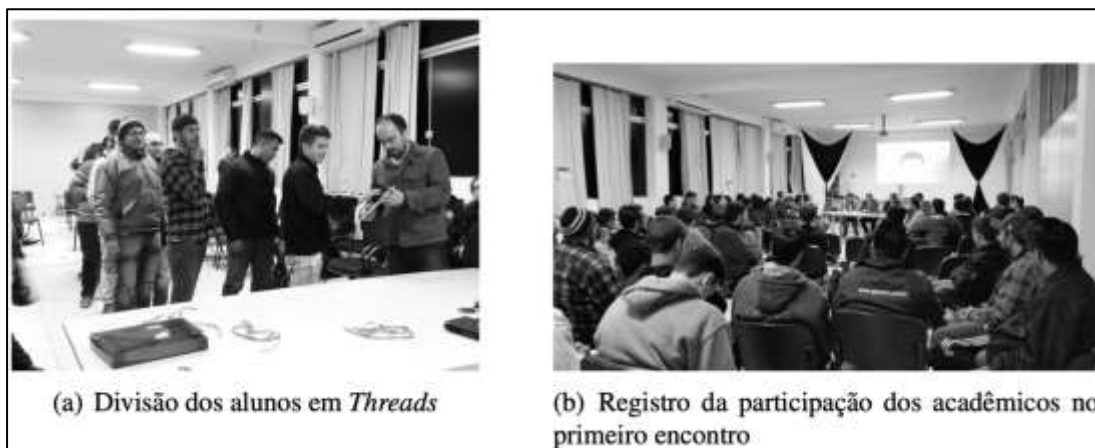 (a) Divisão dos alunos em Threads
(b) Registro da participação dos acadêmicos no
primeiro encontro